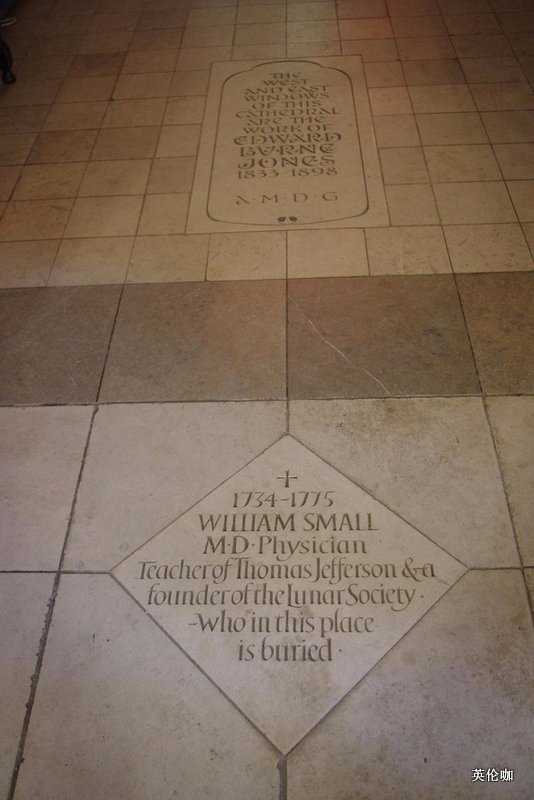 THE
WEST
AND EAST
WINDOWS
OF THIS
CATHEDRAL
ARE THE
WORK OF
EDWARD
BURNE
JONES
1833-1898
A·M·D·G
1734-1775
WILLIAM SMALL
M·D·Physician
Teacher of Thomas Jefferson & a
founder of the Lunar Society·
-who in this place
is buried·
英伦咖